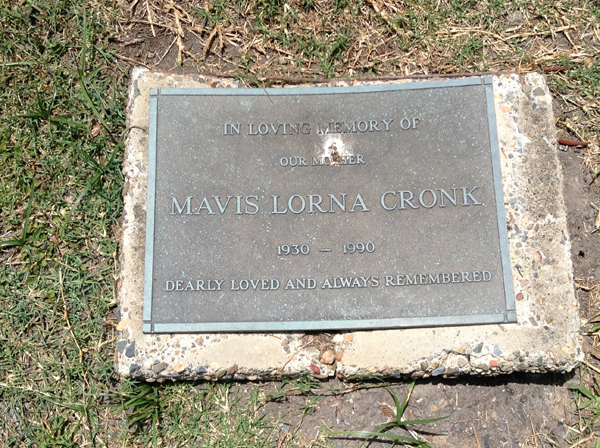 IN LOVING MEMORY OF
OUR MOTHER
MAVIS LORNA CRONK
1930 — 1990
DEARLY LOVED AND ALWAYS REMEMBERED